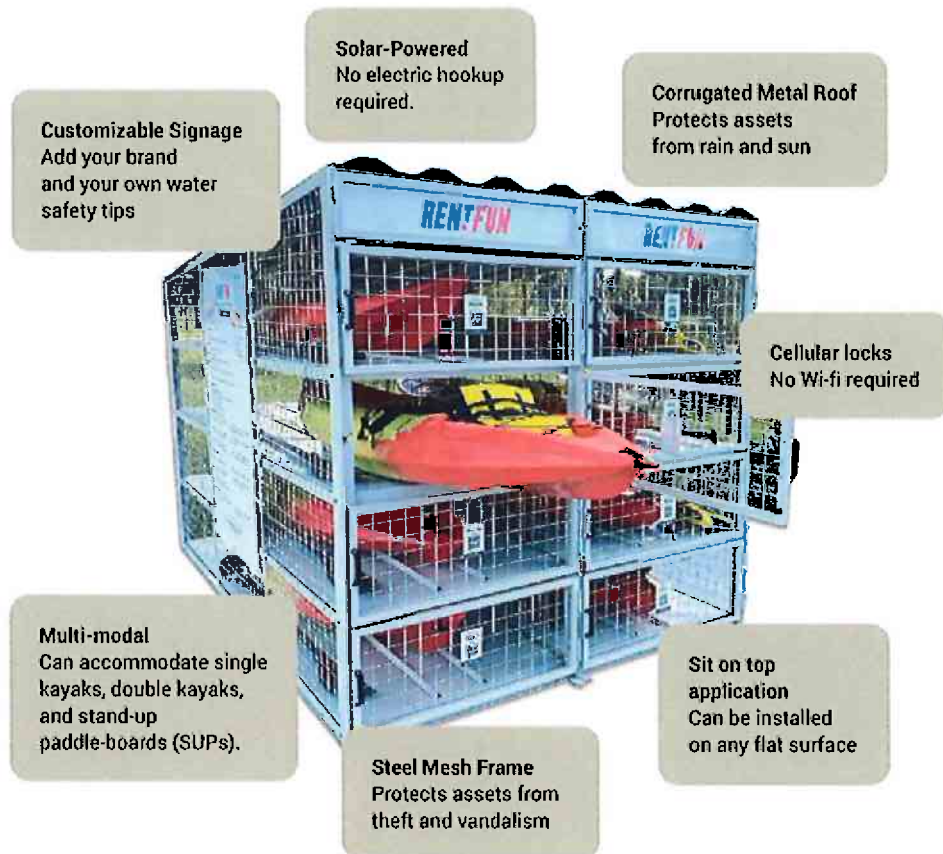 Solar-Powered
No electric hookup
required.
Corrugated Metal Roof
Protects assets
from rain and sun
Customizable Signage
Add your brand
and your own water
safety tips
RENT.FUN
RENT.FUN
Cellular locks
No Wi-fi required
Multi-modal
Can accommodate single
kayaks, double kayaks,
and stand-up
paddle-boards (SUPs).
Sit on top
application
Can be installed
on any flat surface
Steel Mesh Frame
Protects assets from
theft and vandalism